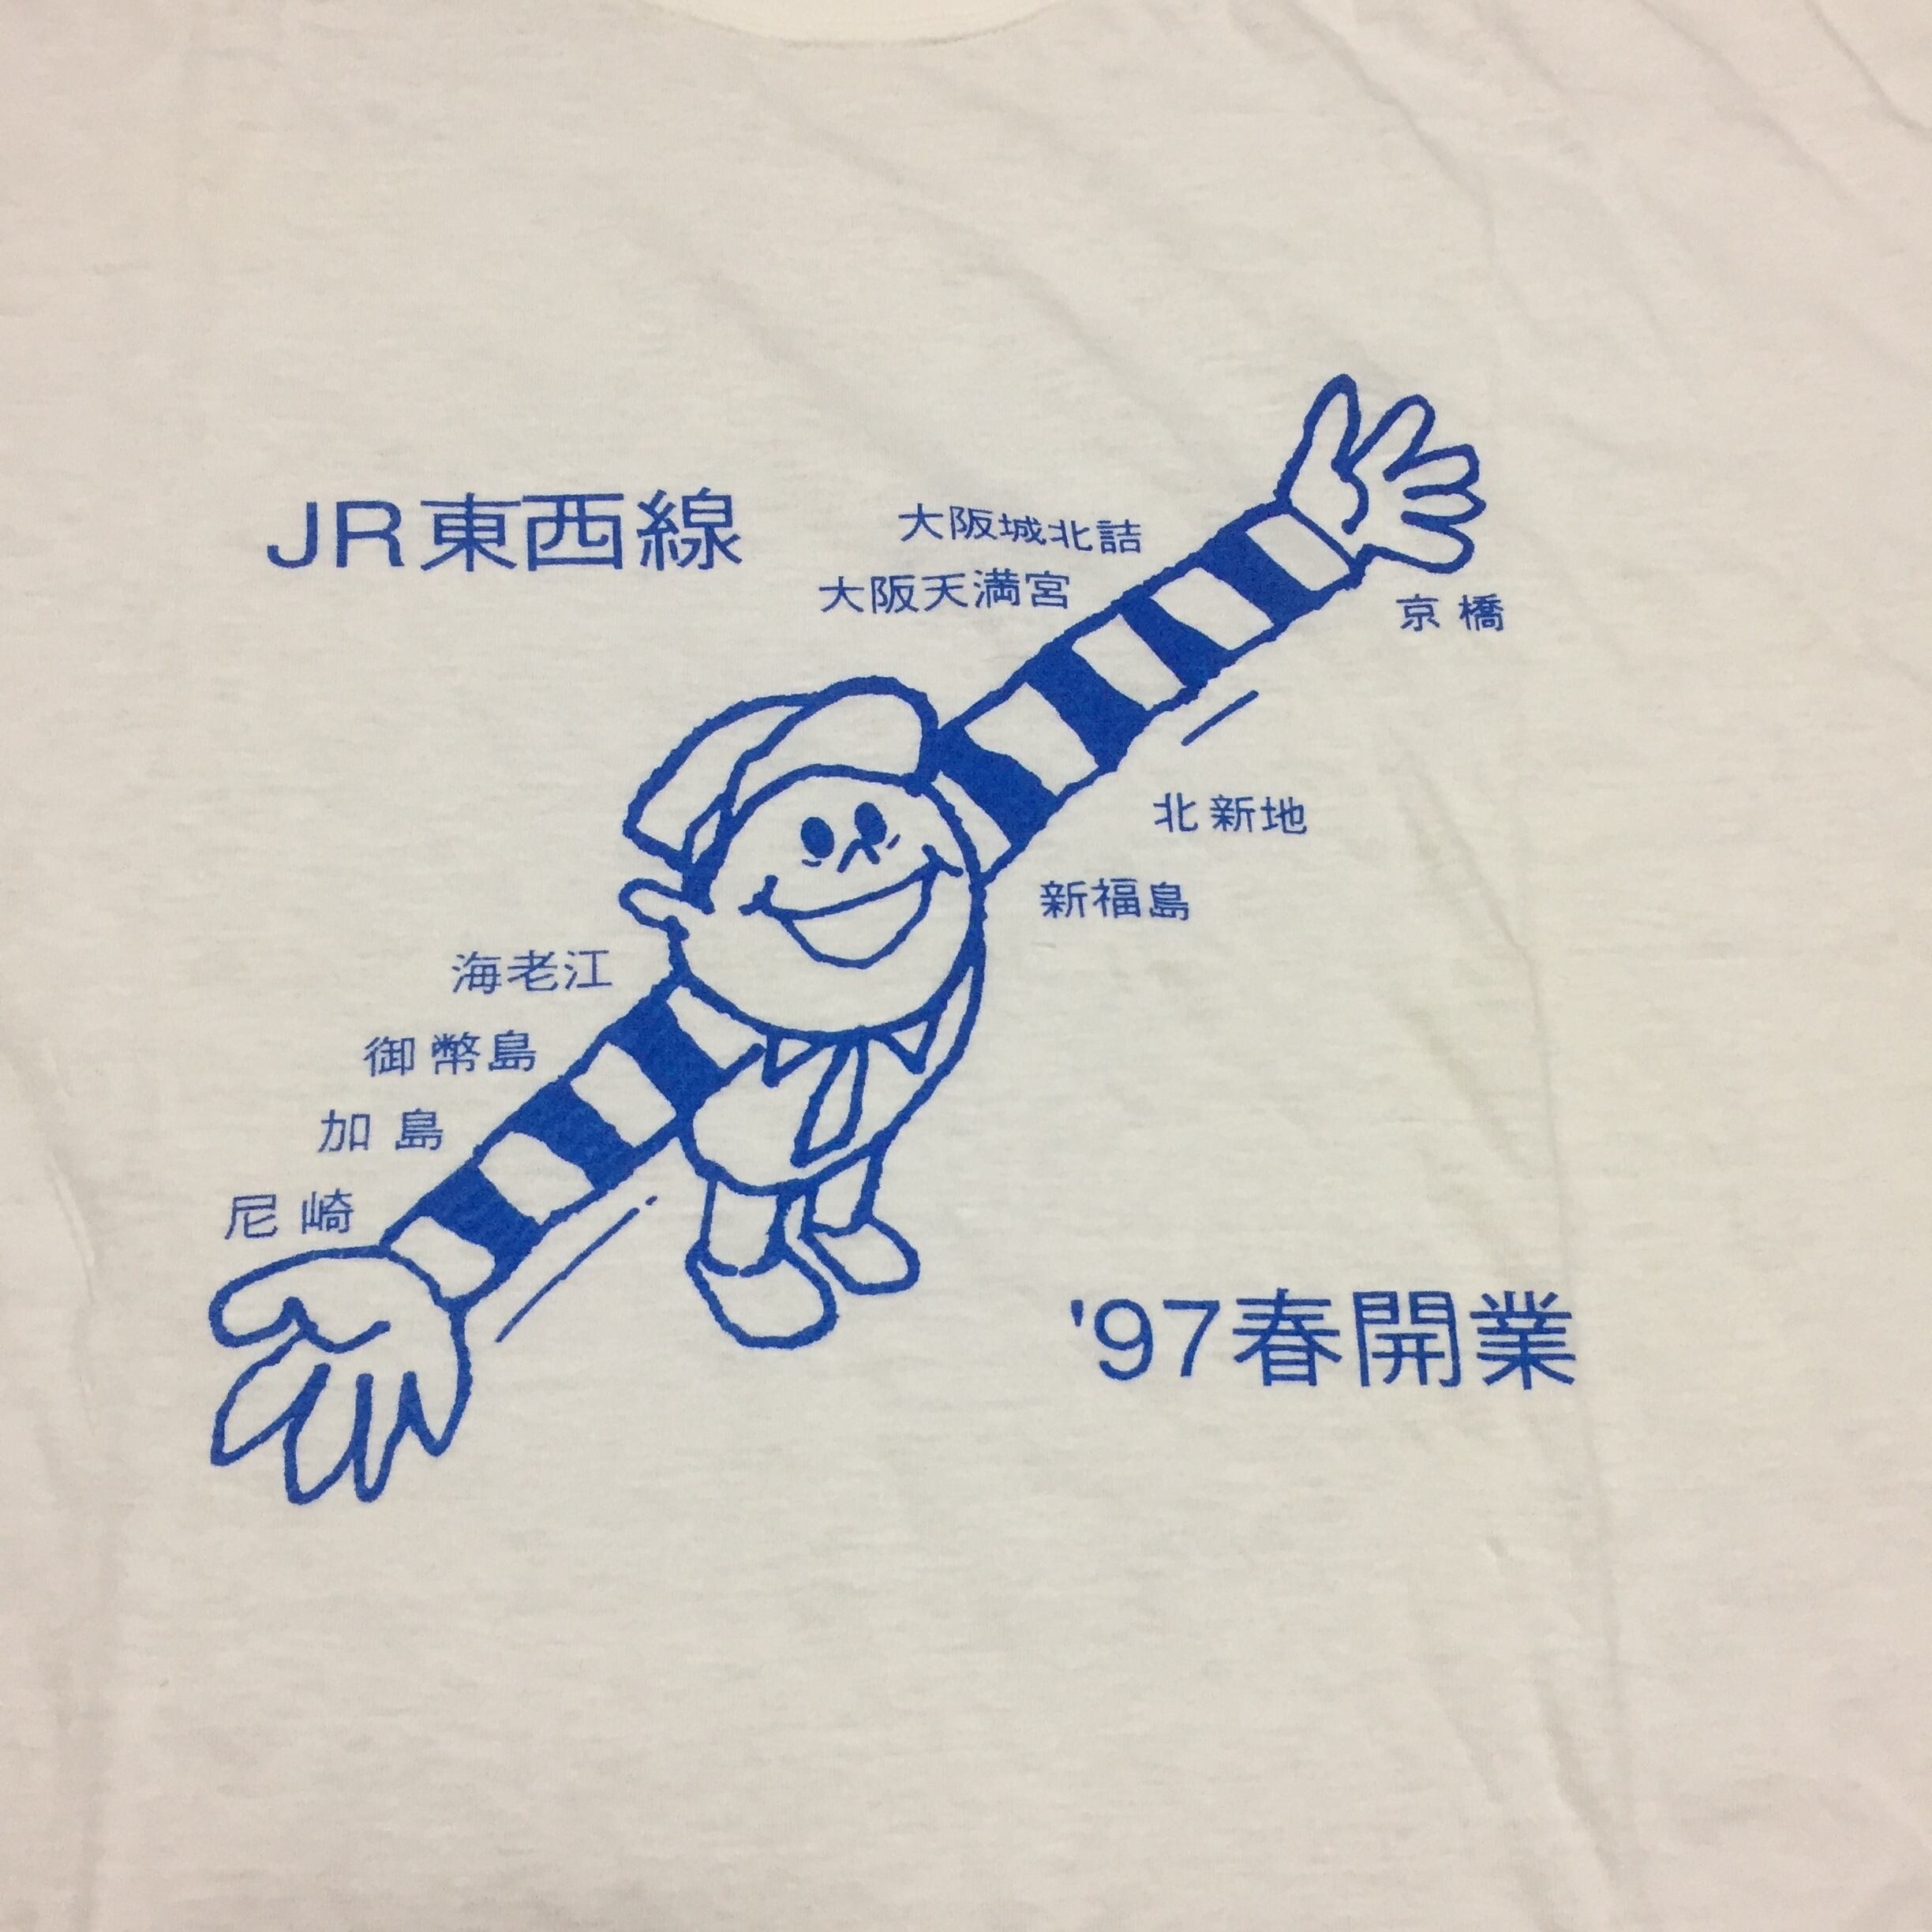 JR東西線
大阪城北詰
大阪天満宮
京橋
北新地
新福島
海老江
御幣島
加島
尼崎
'97春開業